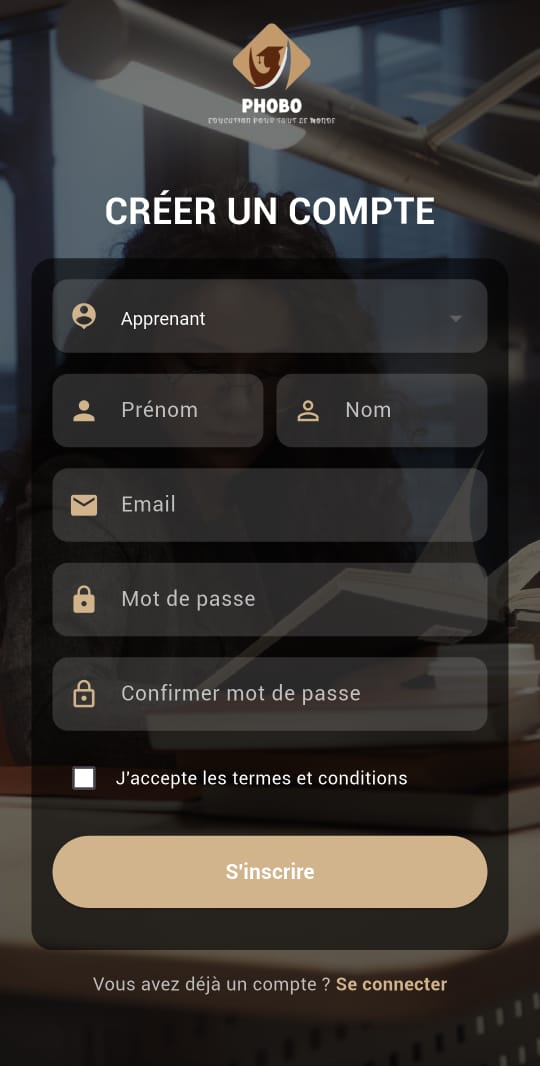 PHOBO
EDUCATION POUR TOUT LE MONDE
CRÉER UN COMPTE
Apprenant
Prénom
Nom
Email
Mot de passe
Confirmer mot de passe
J'accepte les termes et conditions
S'inscrire
Vous avez déjà un compte ? Se connecter